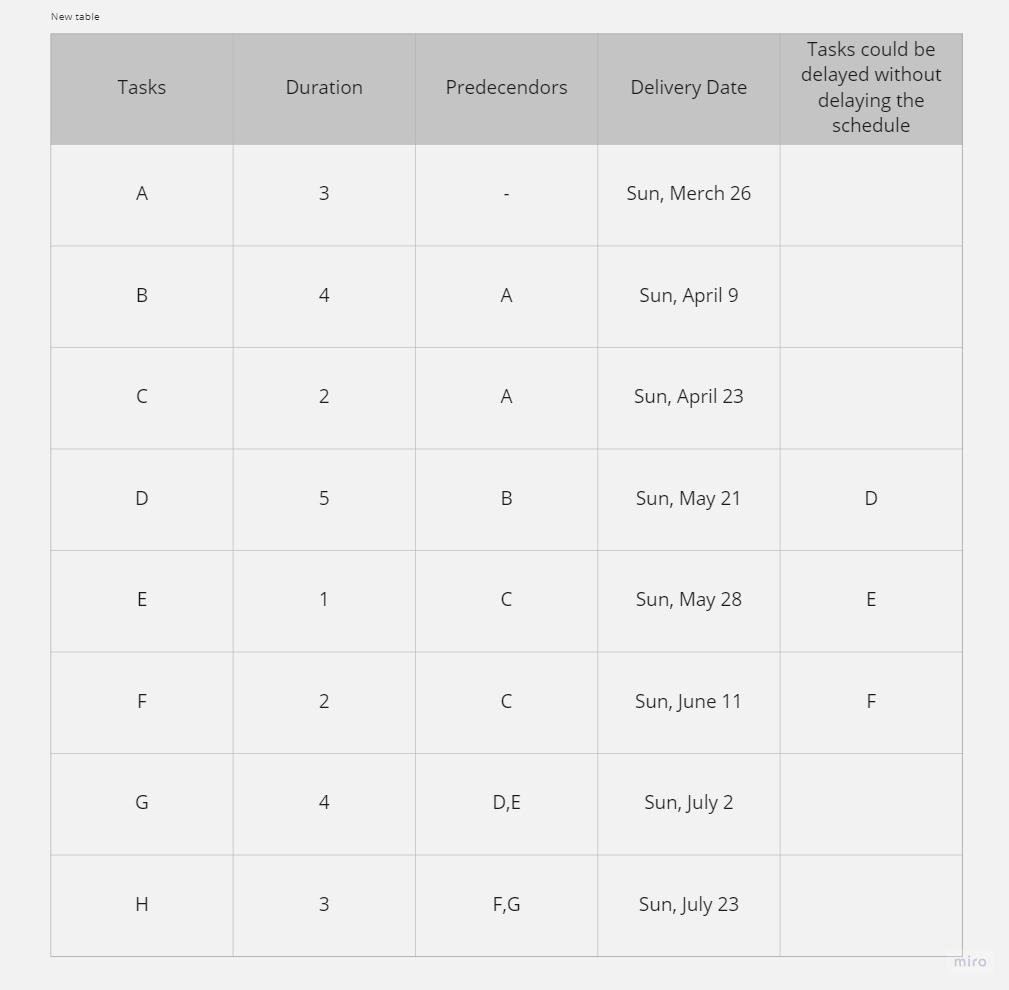 New table
Tasks Duration Predecendors Delivery Date Tasks could be
delayed without
delaying the
schedule
A 3 - Sun, Merch 26
B 4 A Sun, April 9
C 2 A Sun, April 23
D 5 B Sun, May 21 D
E 1 C Sun, May 28 E
F 2 C Sun, June 11 F
G 4 D,E Sun, July 2
H 3 F,G Sun, July 23
miro